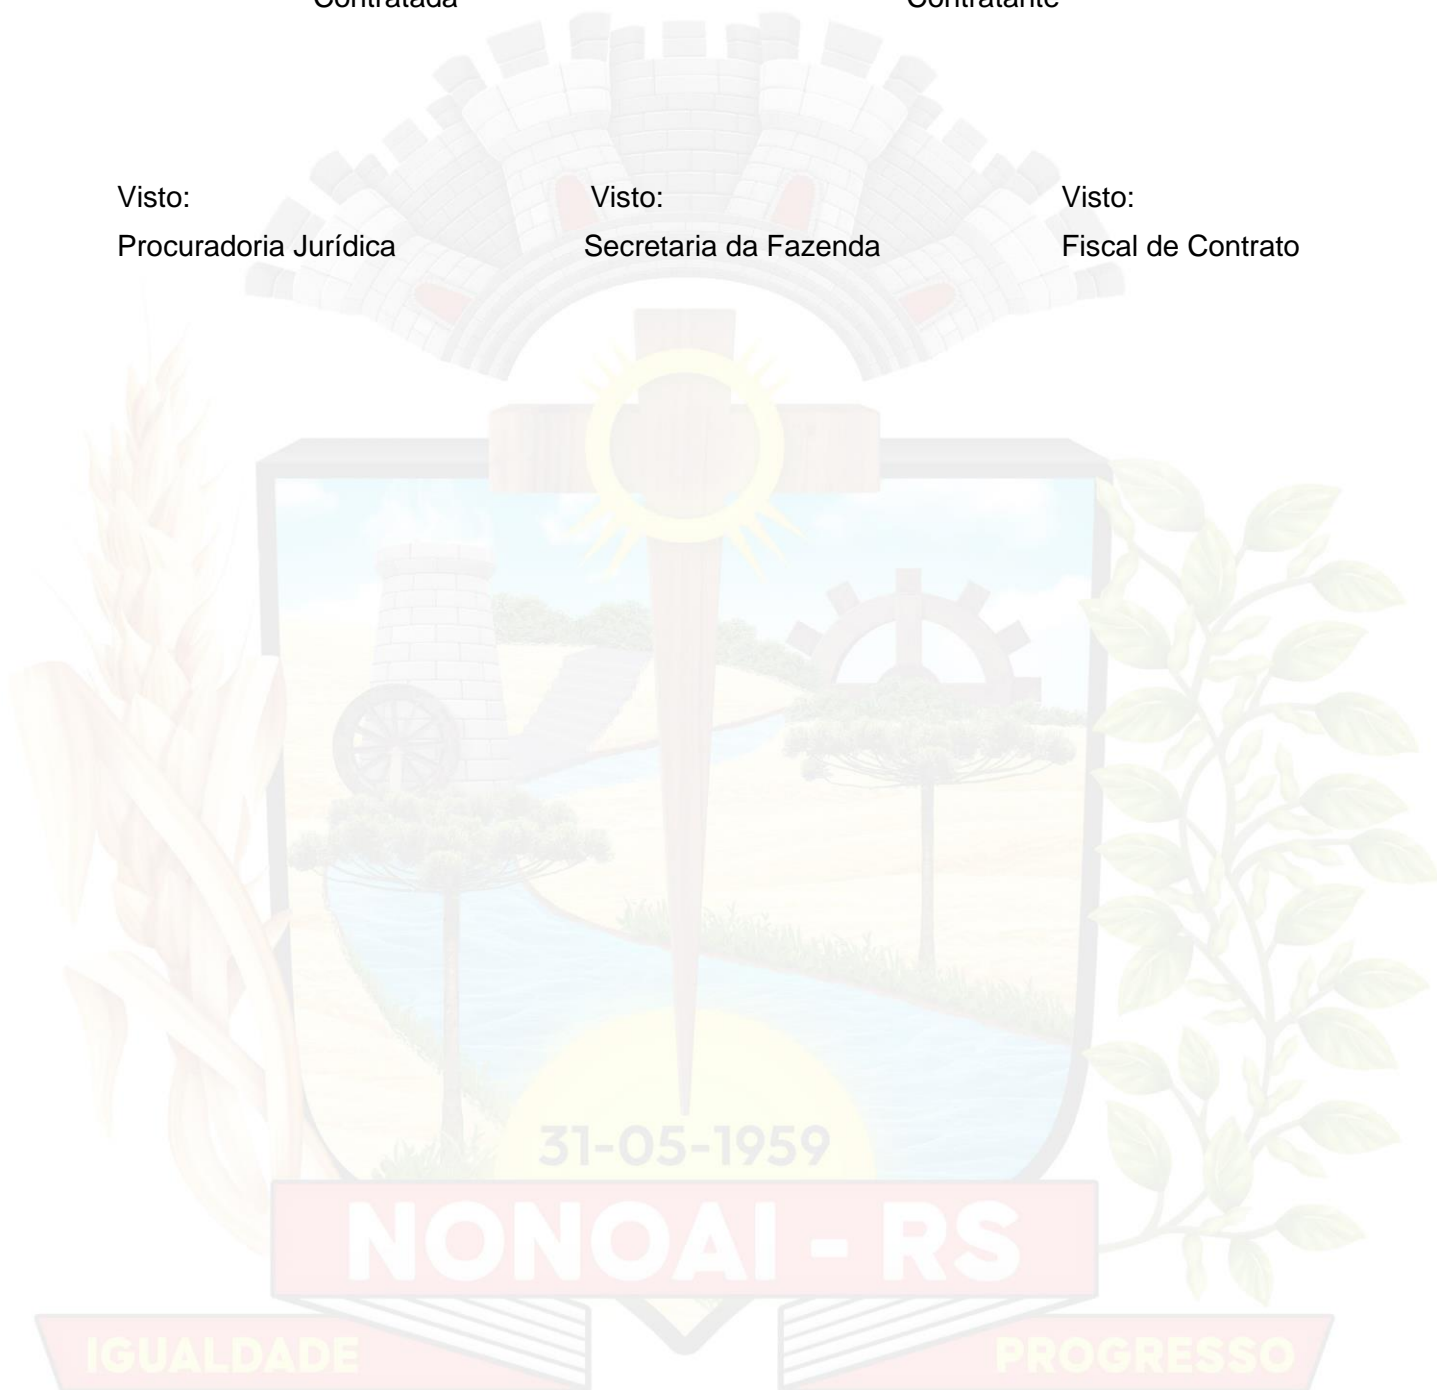 Contratada Contratante
Visto: Visto: Visto:
Procuradoria Jurídica Secretaria da Fazenda Fiscal de Contrato
31-05-1959
NONOAI - RS
IGUALDADE PROGRESSO